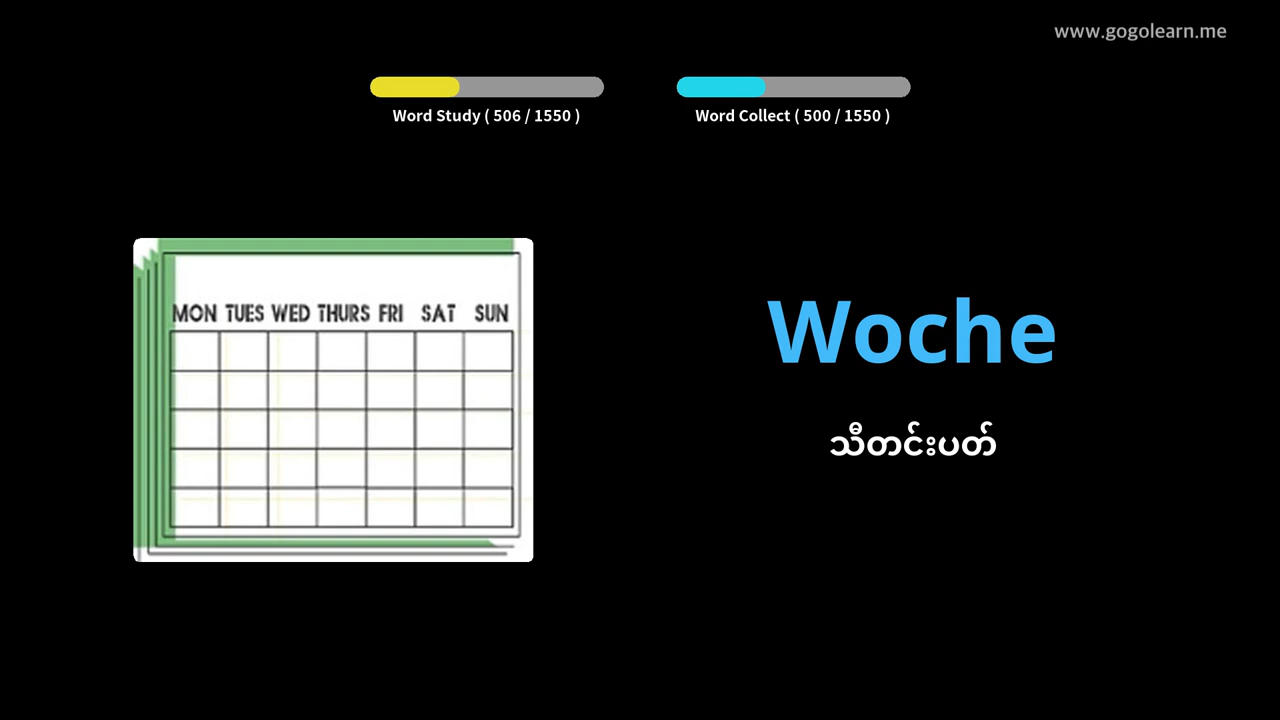 www.gogolearn.me
Word Study ( 506 / 1550 )
Word Collect ( 500 / 1550 )
MON TUES WED THURS FRI SAT SUN
Woche
သီတင်းပတ်